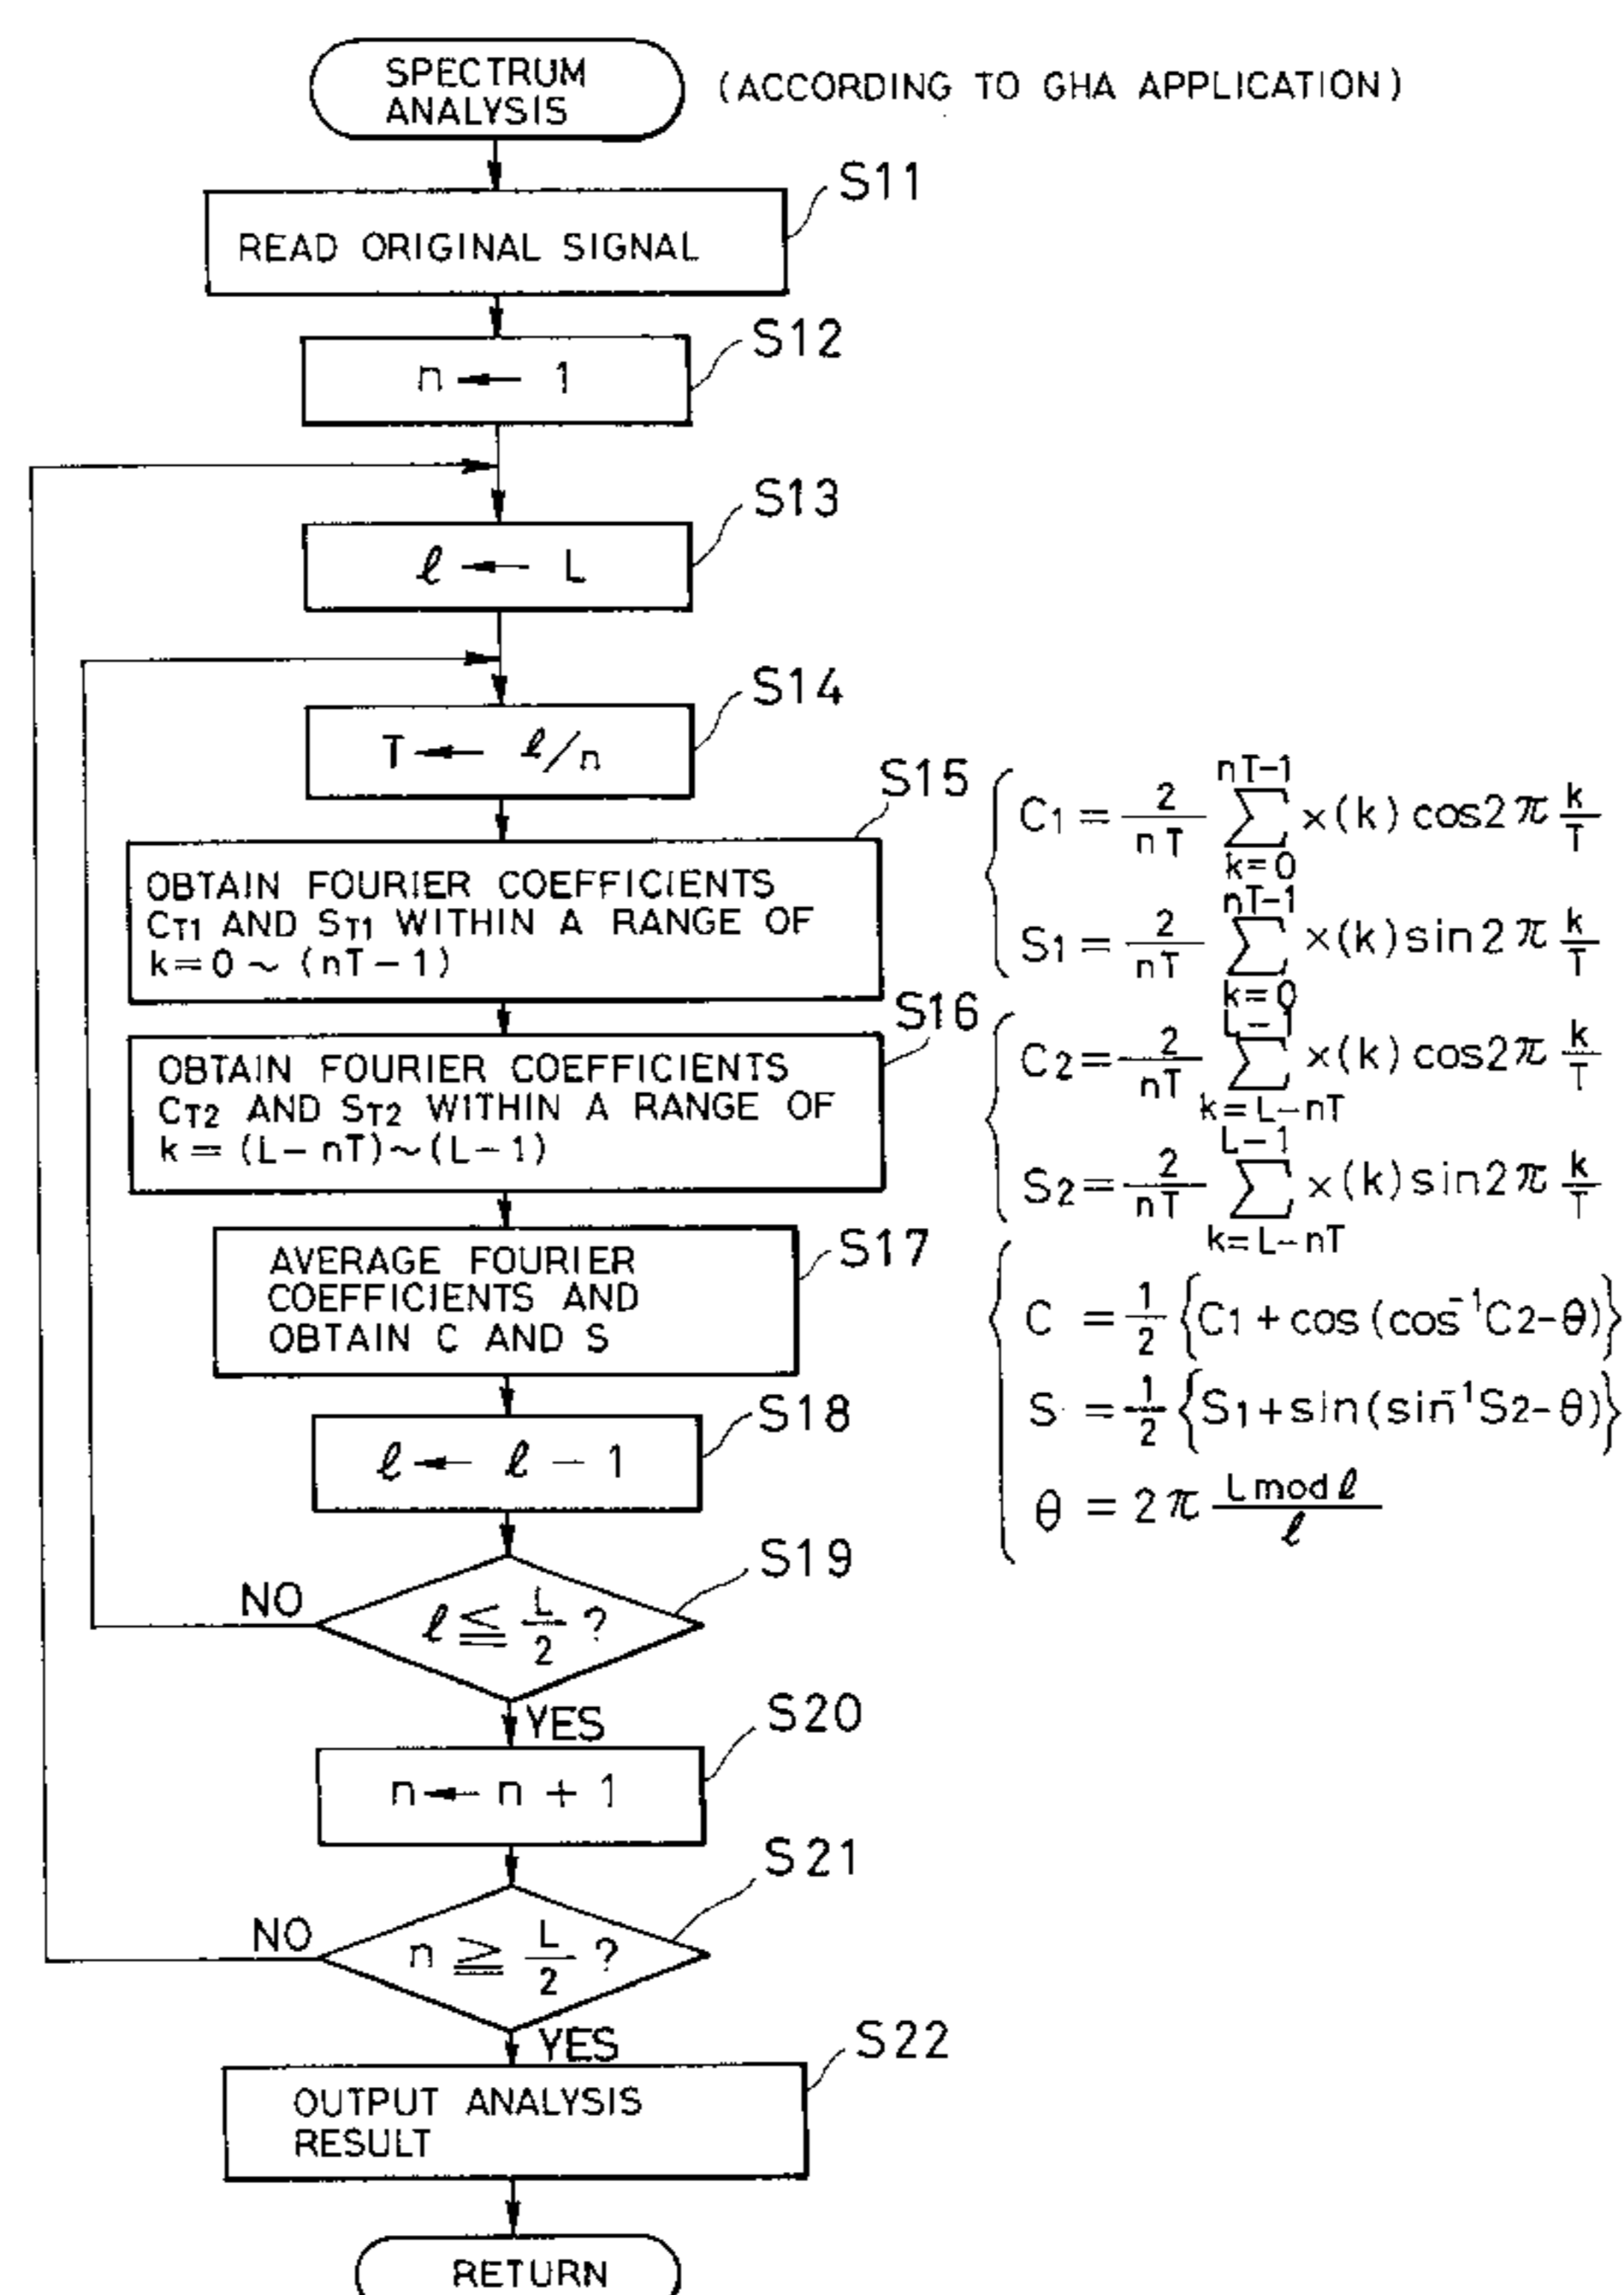 SPECTRUM
ANALYSIS
(ACCORDING TO GHA APPLICATION)
S11
READ ORIGINAL SIGNAL
S12
n ← 1
S13
ℓ ← L
S14
T ← ℓ/n
S15
OBTAIN FOURIER COEFFICIENTS
CT1 AND ST1 WITHIN A RANGE OF
k=0 ~ (nT-1)
C1 = 2/nT nT-1 ∑ k=0 x(k) cos2π k/T
S1 = 2/nT nT-1 ∑ k=0 x(k) sin2π k/T
S16
OBTAIN FOURIER COEFFICIENTS
CT2 AND ST2 WITHIN A RANGE OF
k = (L-nT)~(L-1)
C2 = 2/nT L-1 ∑ k=L-nT x(k) cos2π k/T
S2 = 2/nT L-1 ∑ k=L-nT x(k) sin2π k/T
S17
AVERAGE FOURIER
COEFFICIENTS AND
OBTAIN C AND S
C = 1/2 {C1 + cos (cos⁻¹C2-θ)}
S = 1/2 {S1 + sin (sin⁻¹S2-θ)}
θ = 2π L mod ℓ / ℓ
S18
ℓ ← ℓ - 1
S19
ℓ ≦ L/2 ?
NO
YES
S20
n ← n + 1
S21
n ≧ L/2 ?
NO
YES
S22
OUTPUT ANALYSIS
RESULT
RETURN